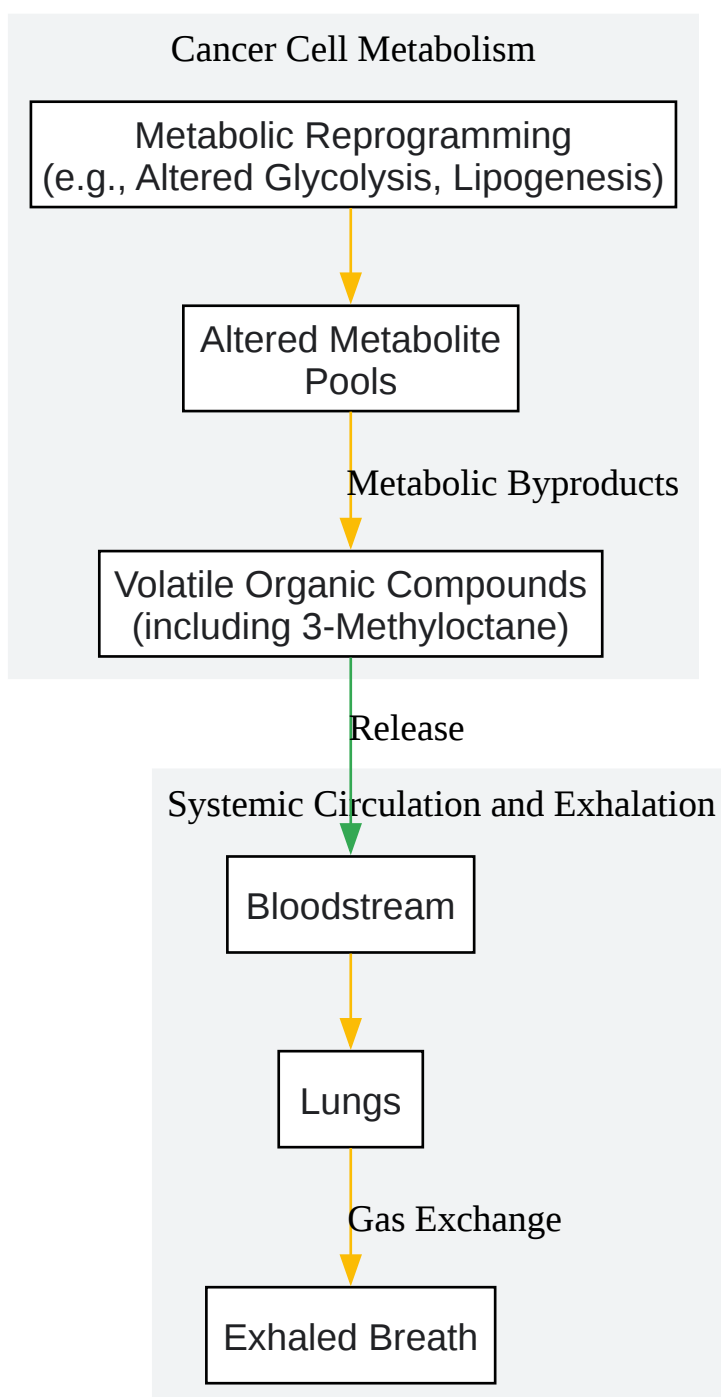 Cancer Cell Metabolism
Metabolic Reprogramming
(e.g., Altered Glycolysis, Lipogenesis)
Altered Metabolite
Pools
Metabolic Byproducts
Volatile Organic Compounds
(including 3-Methyloctane)
Release
Systemic Circulation and Exhalation
Bloodstream
Lungs
Gas Exchange
Exhaled Breath